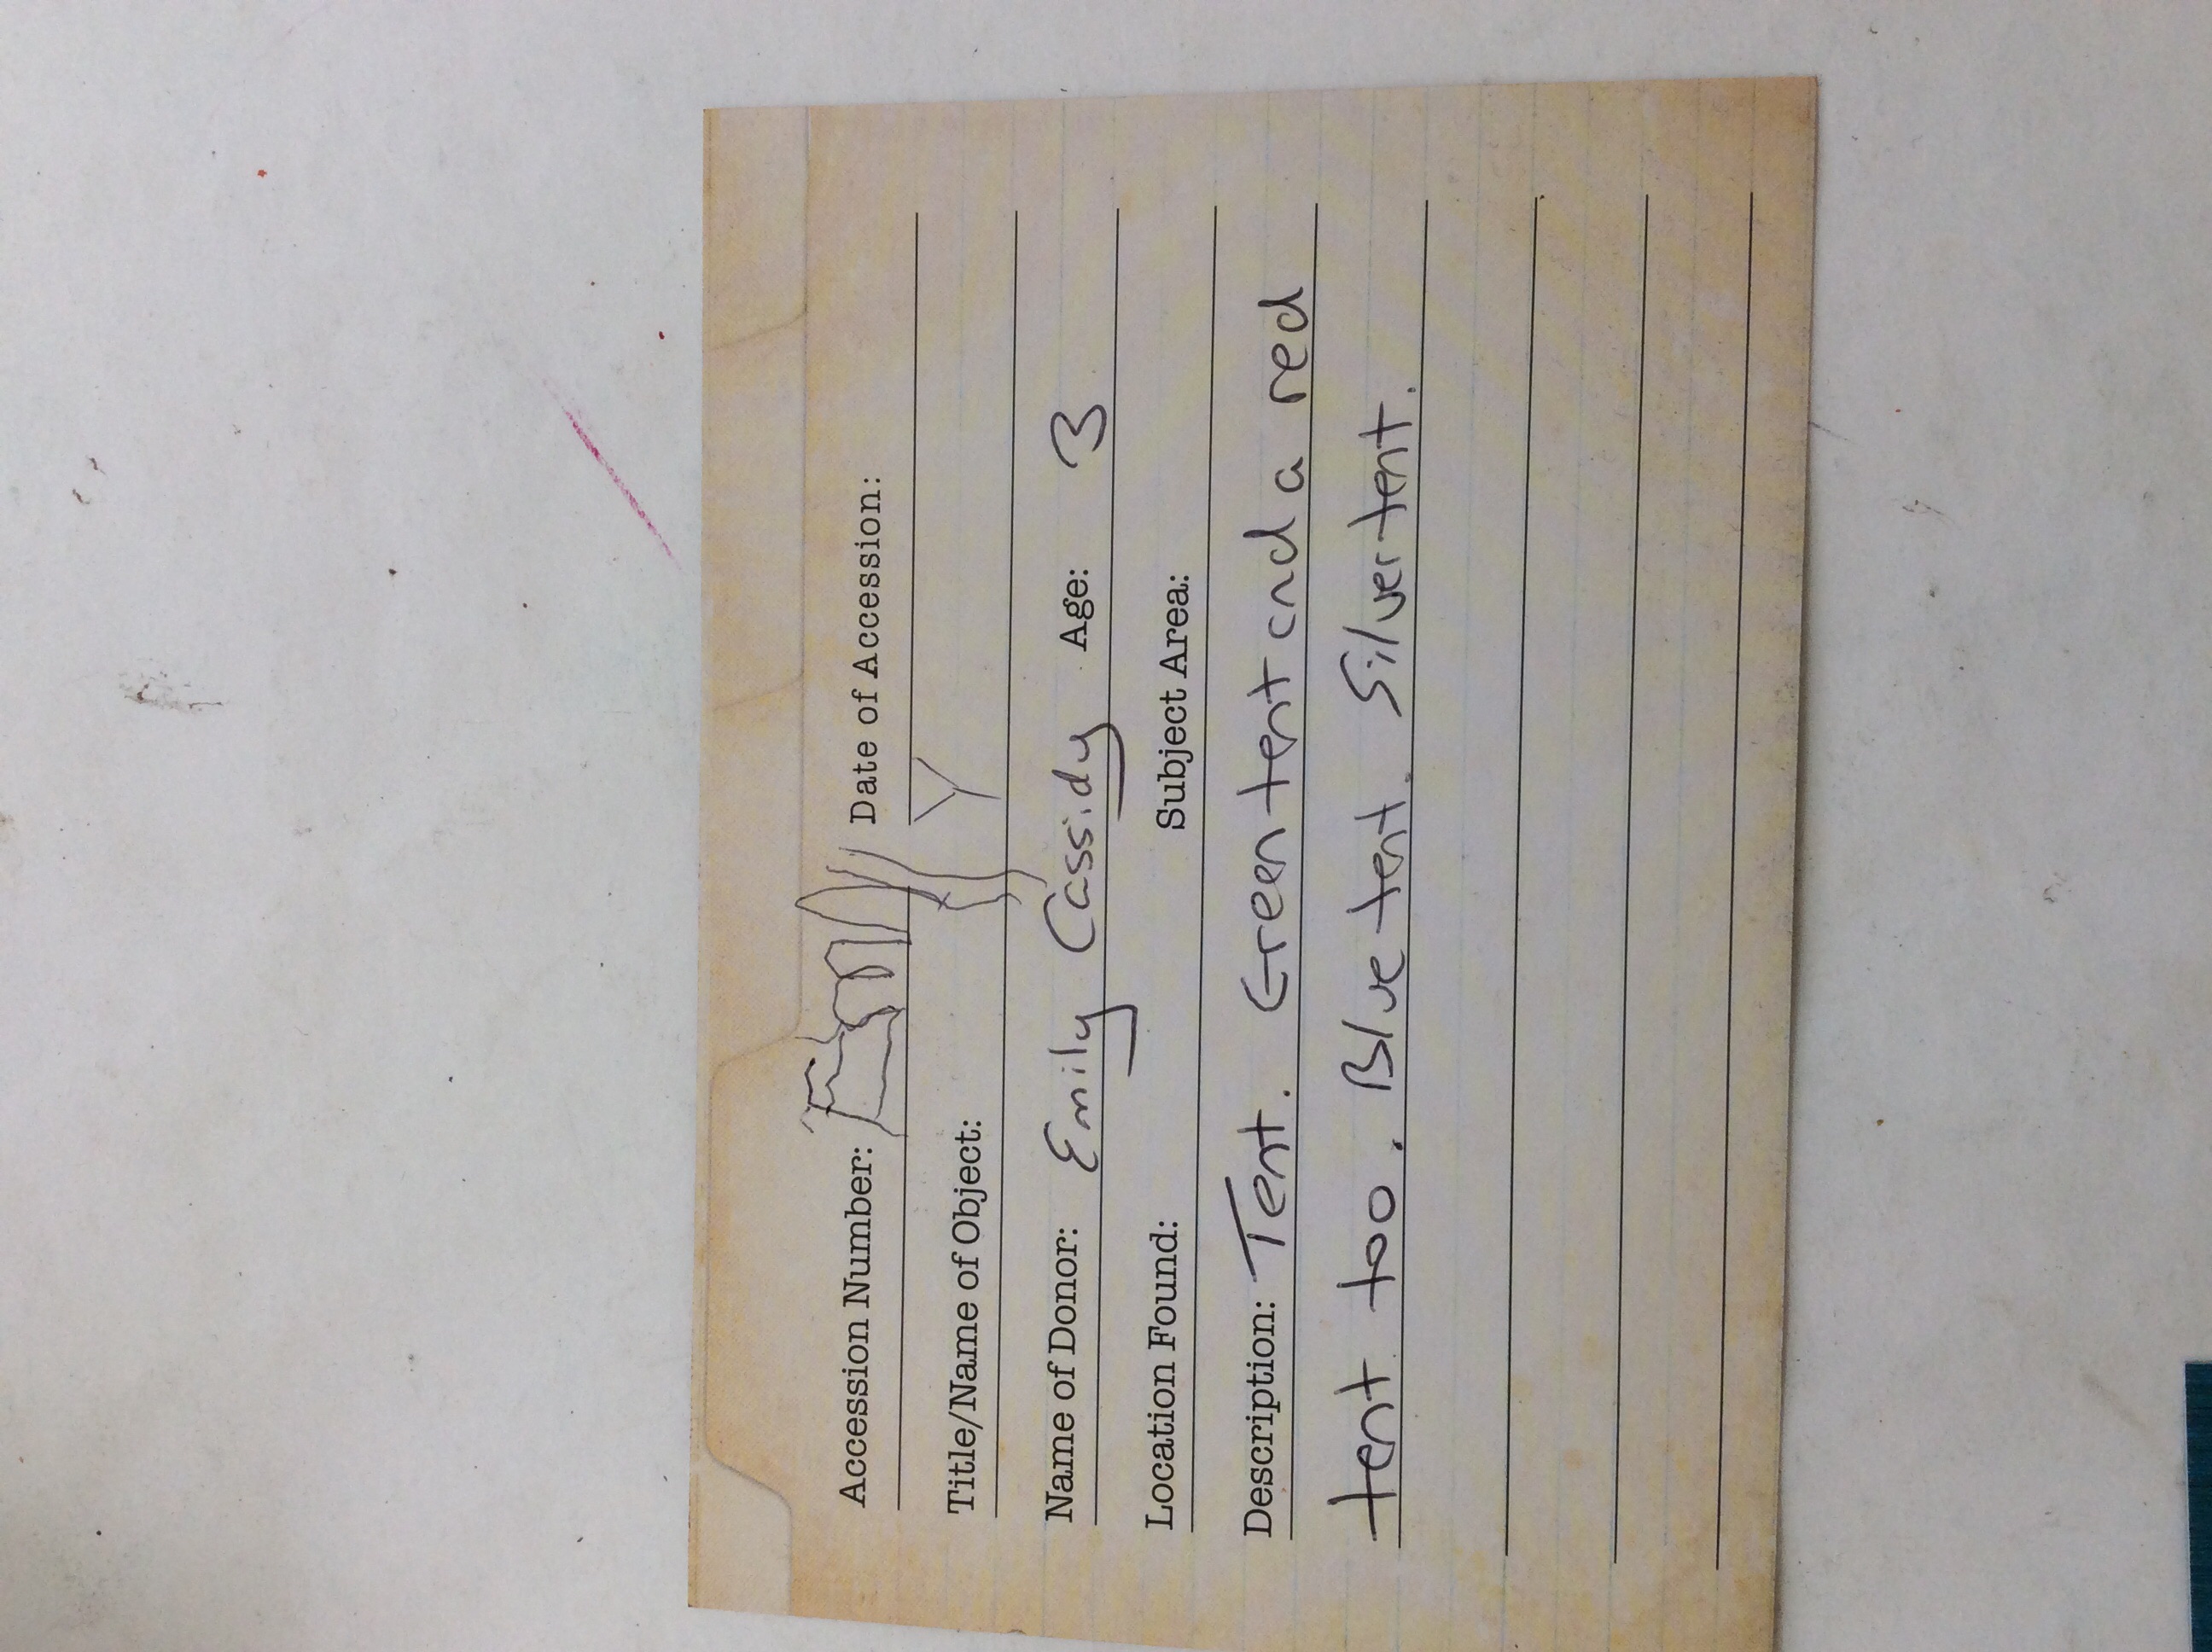 Accession Number: Date of Accession:
Title/Name of Object:
Name of Donor: Emily Cassidy Age: 3
Location Found: Subject Area:
Description: Tent. Green tent and a red
tent too. Blue tent. Silver tent.